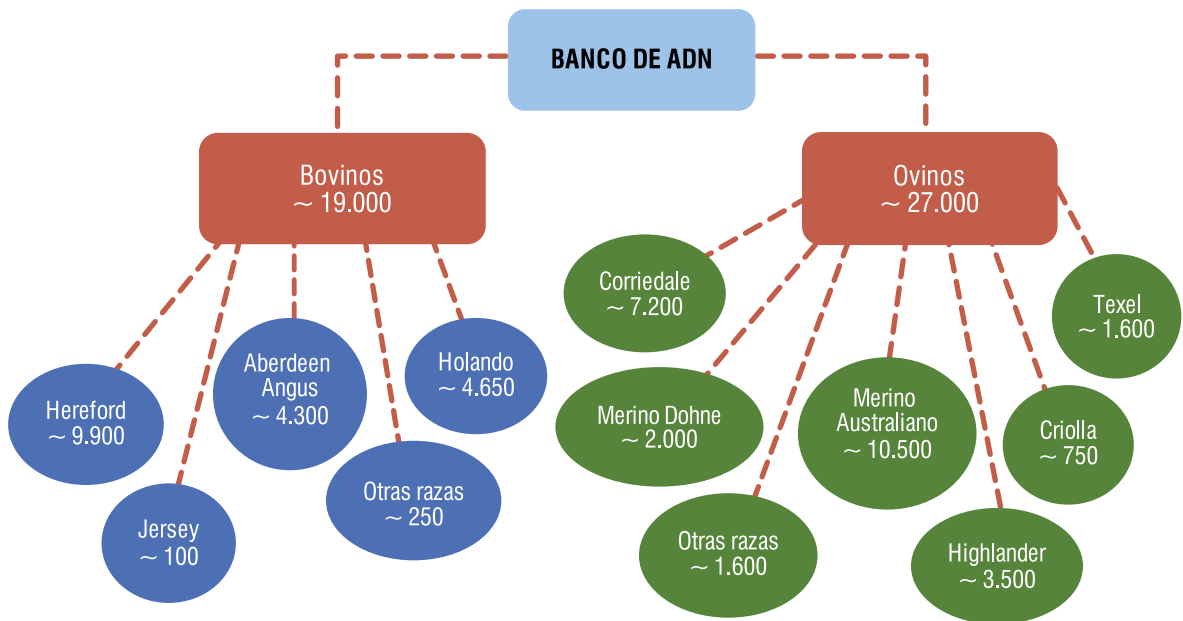 BANCO DE ADN
Bovinos
~ 19.000
Hereford
~ 9.900
Jersey
~ 100
Aberdeen
Angus
~ 4.300
Otras razas
~ 250
Holando
~ 4.650
Ovinos
~ 27.000
Corriedale
~ 7.200
Merino Dohne
~ 2.000
Otras razas
~ 1.600
Merino
Australiano
~ 10.500
Highlander
~ 3.500
Criolla
~ 750
Texel
~ 1.600